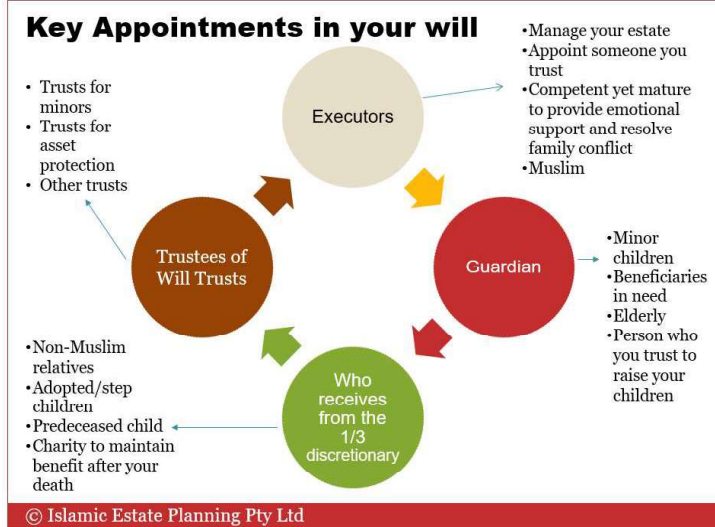 Key Appointments in your will
Executors
•Manage your estate
•Appoint someone you
trust
•Competent yet mature
to provide emotional
support and resolve
family conflict
•Muslim
Guardian
•Minor
children
•Beneficiaries
in need
•Elderly
•Person who
you trust to
raise your
children
Who
receives
from the
1/3
discretionary
•Non-Muslim
relatives
•Adopted/step
children
•Predeceased child
•Charity to maintain
benefit after your
death
Trustees of
Will Trusts
• Trusts for
minors
• Trusts for
asset
protection
• Other trusts
© Islamic Estate Planning Pty Ltd